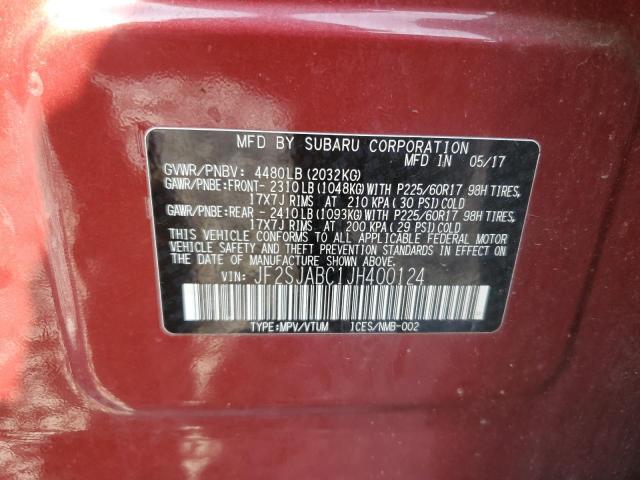 MFD BY SUBARU CORPORATION
GVWR/PNBV: 4480LB(2032KG) MFD IN 05/17
GAWR/PNBE:FRONT- 2310LB(1048KG)WITH P225/60R17 98H TIRES,
17X7J RIMS AT 210 KPA (30 PSI)COLD
GAWR/PNBE:REAR - 2410LB(1093KG)WITH P225/60R17 98H TIRES,
17X7J RIMS AT 200 KPA (29 PSI)COLD
THIS VEHICLE CONFORMS TO ALL APPLICABLE FEDERAL MOTOR
VEHICLE SAFETY AND THEFT PREVENTION STANDARDS IN EFFECT ON
THE DATE OF MANUFACTURE SHOWN ABOVE.
VIN: JF2SJABC1JH400124
TYPE:MPV/VTUM ICES/NMB-002